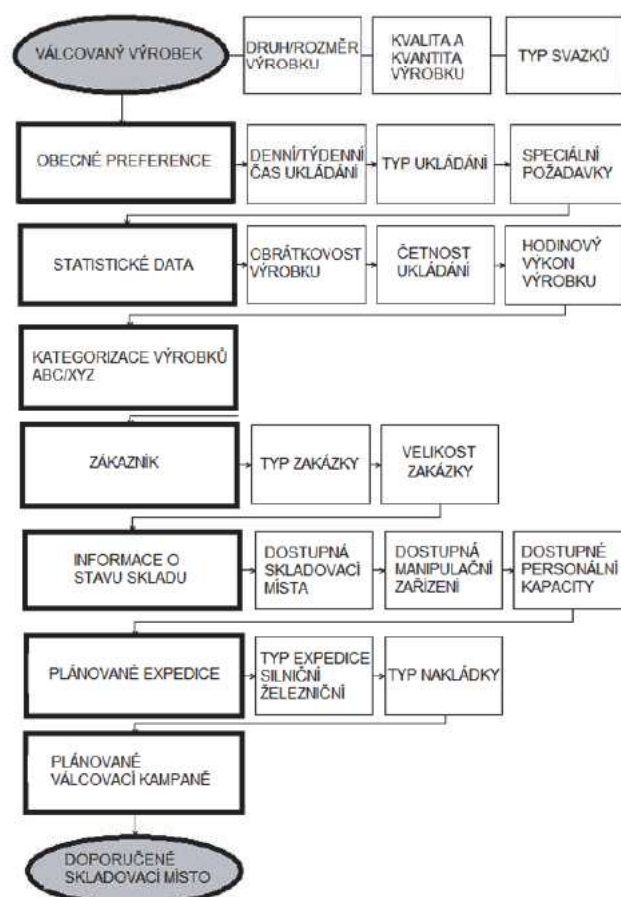 VÁLCOVANÝ VÝROBEK
DRUH/ROZMĚR
VÝROBKU
KVALITA A
KVANTITA
VÝROBKU
TYP SVAZKŮ
OBECNÉ PREFERENCE
DENNÍ/TÝDENNÍ
ČAS UKLÁDÁNÍ
TYP UKLÁDÁNÍ
SPECIÁLNÍ
POŽADAVKY
STATISTICKÉ DATA
OBRÁTKOVOST
VÝROBKU
ČETNOST
UKLÁDÁNÍ
HODINOVÝ
VÝKON
VÝROBKU
KATEGORIZACE VÝROBKŮ
ABC/XYZ
ZÁKAZNÍK
TYP ZAKÁZKY
VELIKOST
ZAKÁZKY
INFORMACE O
STAVU SKLADU
DOSTUPNÁ
SKLADOVACÍ
MÍSTA
DOSTUPNÁ
MANIPULAČNÍ
ZAŘÍZENÍ
DOSTUPNÉ
PERSONÁLNÍ
KAPACITY
PLÁNOVANÉ EXPEDICE
TYP EXPEDICE
SILNIČNÍ
ŽELEZNIČNÍ
TYP NAKLÁDKY
PLÁNOVANÉ
VÁLCOVACÍ KAMPANĚ
DOPORUČENÉ
SKLADOVACÍ MÍSTO